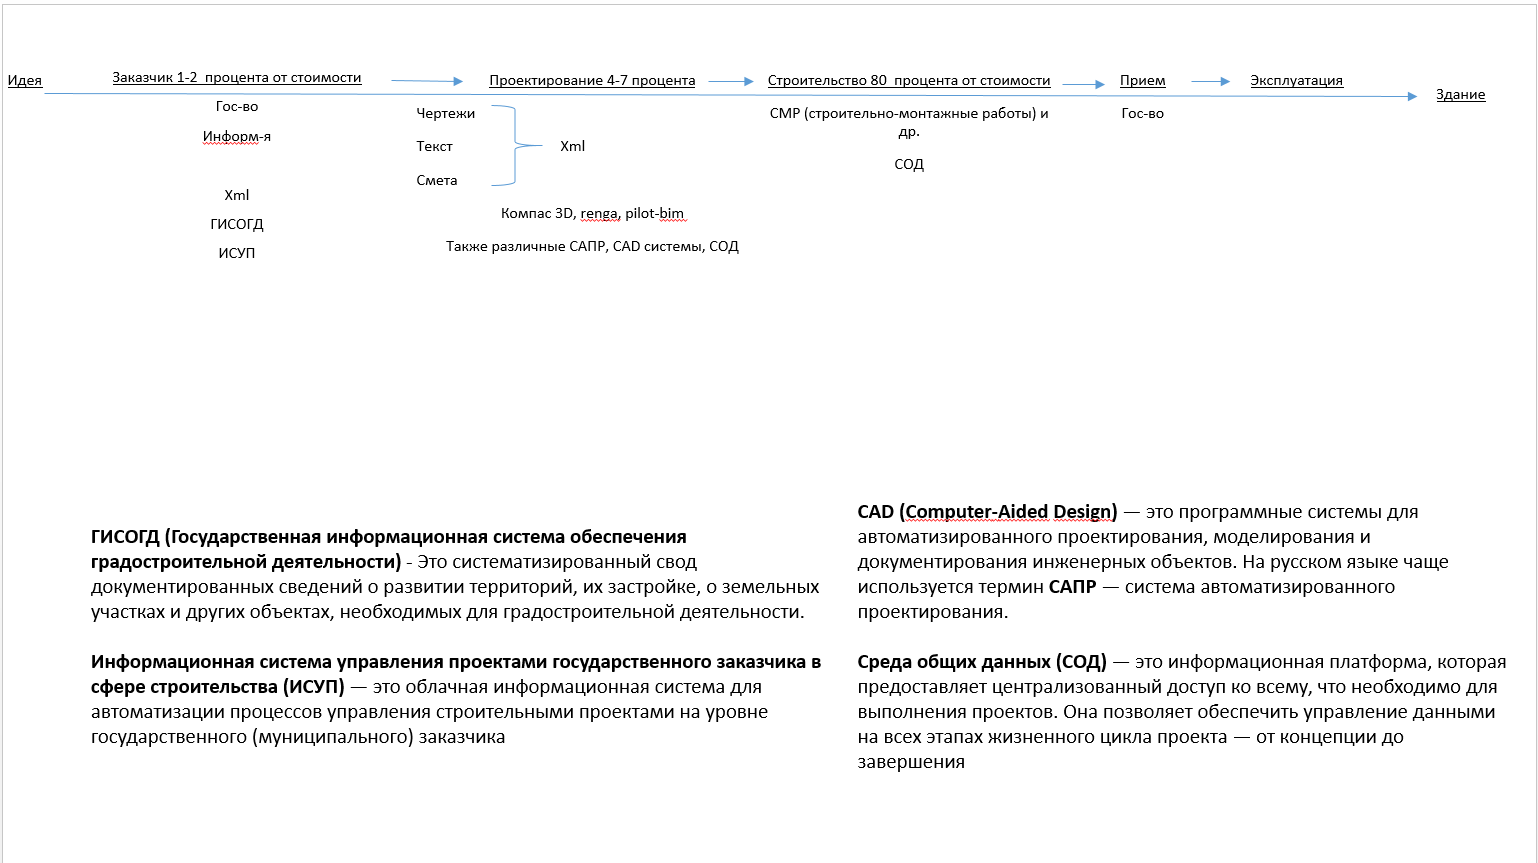 Идея
Заказчик 1-2  процента от стоимости
Проектирование 4-7 процента
Строительство 80  процента от стоимости
Прием
Эксплуатация
Здание
Гос-во
Информ-я
Xml
ГИСОГД
ИСУП
Чертежи
Текст
Смета
Xml
Компас 3D, renga, pilot-bim
Также различные САПР, CAD системы, СОД
СМР (строительно-монтажные работы) и
др.
СОД
Гос-во
ГИСОГД (Государственная информационная система обеспечения
градостроительной деятельности) - Это систематизированный свод
документированных сведений о развитии территорий, их застройке, о земельных
участках и других объектах, необходимых для градостроительной деятельности.
Информационная система управления проектами государственного заказчика в
сфере строительства (ИСУП) — это облачная информационная система для
автоматизации процессов управления строительными проектами на уровне
государственного (муниципального) заказчика
CAD (Computer-Aided Design) — это программные системы для
автоматизированного проектирования, моделирования и
документирования инженерных объектов. На русском языке чаще
используется термин САПР — система автоматизированного
проектирования.
Среда общих данных (СОД) — это информационная платформа, которая
предоставляет централизованный доступ ко всему, что необходимо для
выполнения проектов. Она позволяет обеспечить управление данными
на всех этапах жизненного цикла проекта — от концепции до
завершения